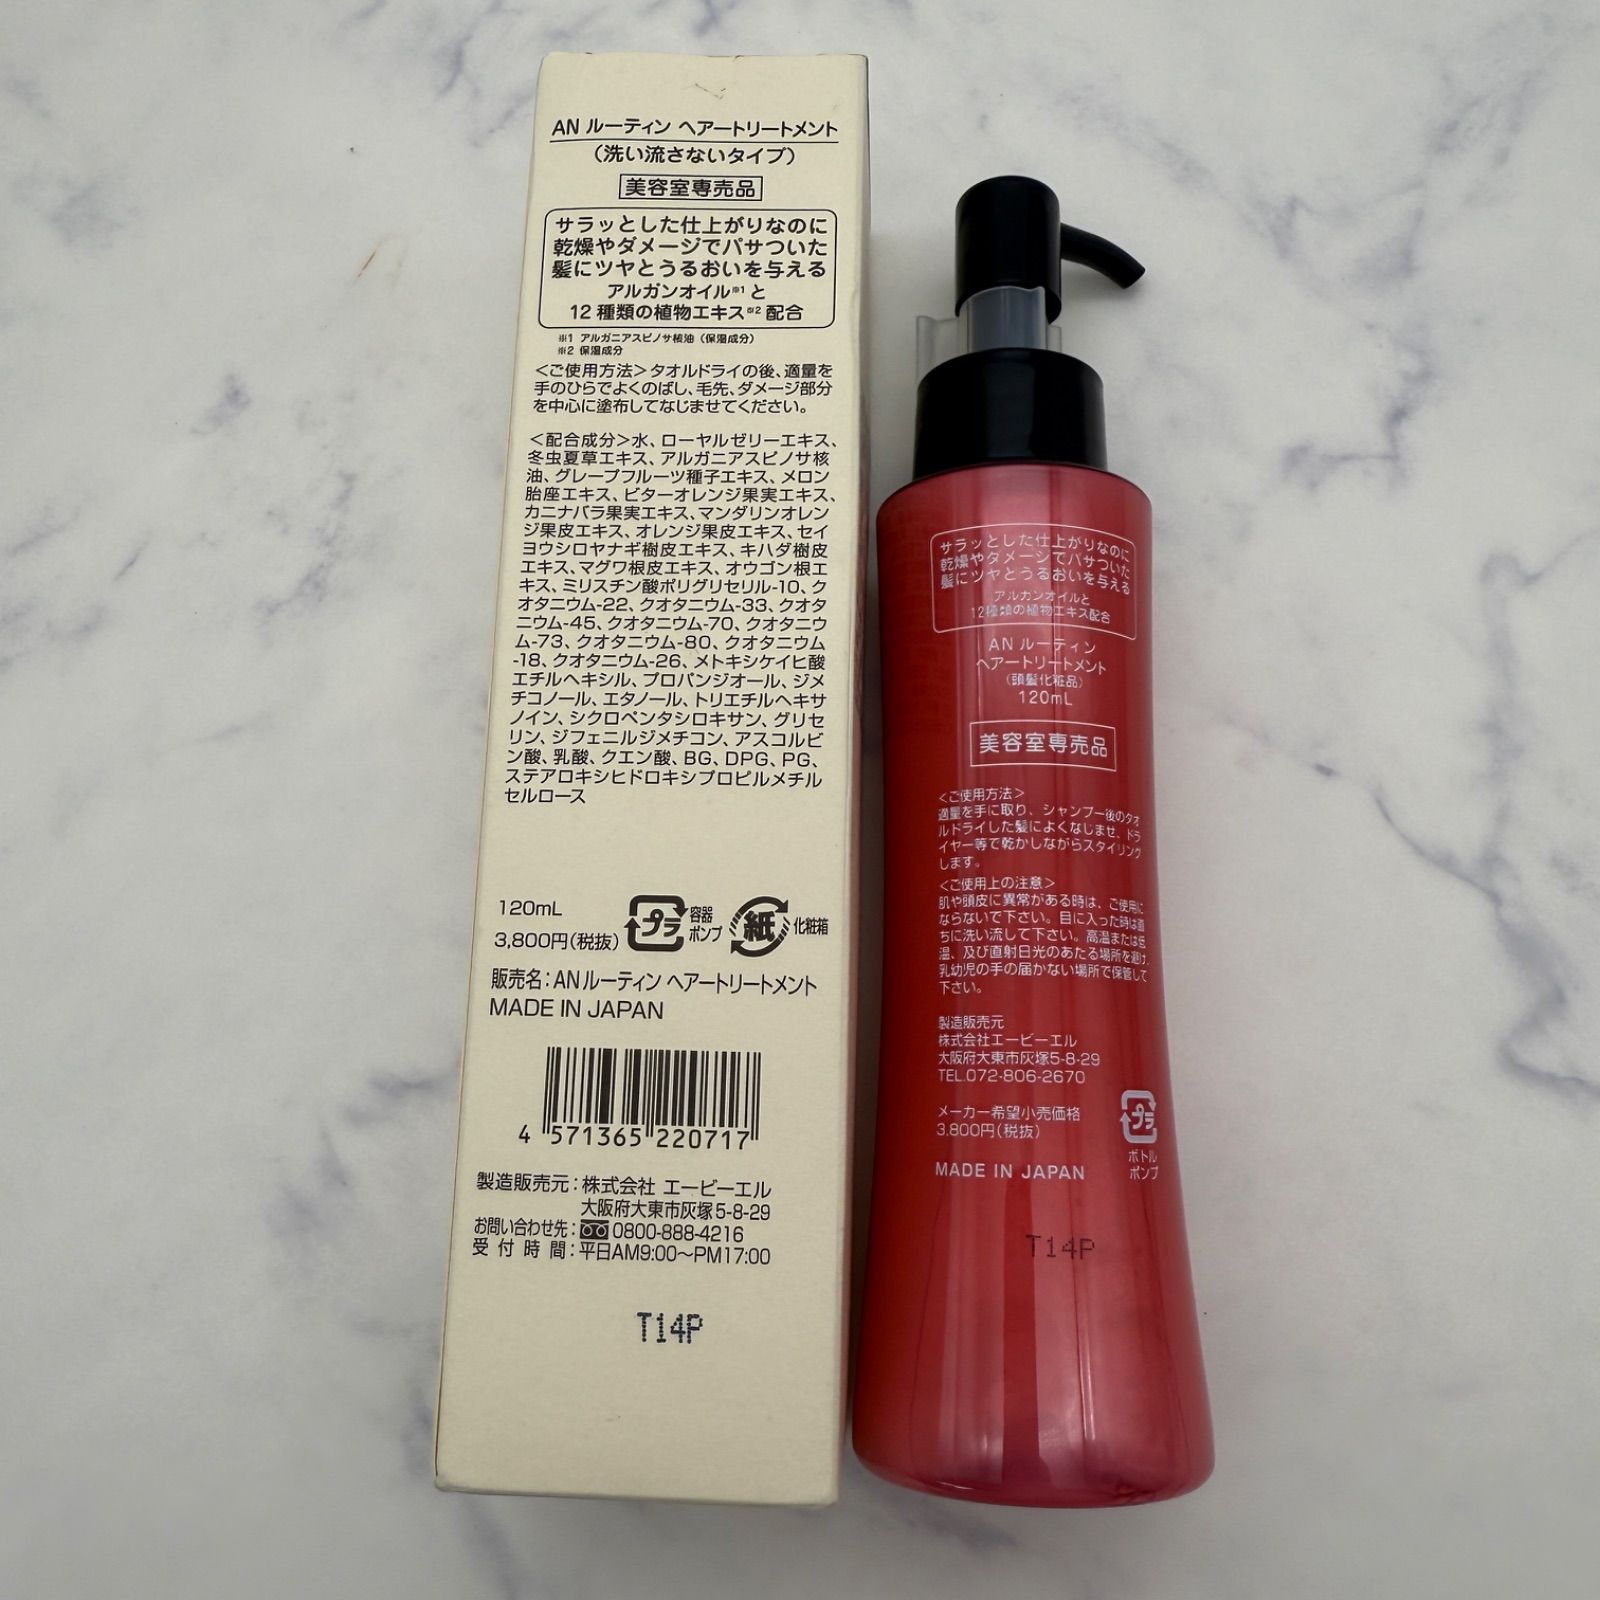 AN ルーティン ヘアートリートメント
(洗い流さないタイプ)
美容室専売品
サラッとした仕上がりなのに
乾燥やダメージでパサついた
髪にツヤとうるおいを与える
アルガンオイル※1 と
12 種類の植物エキス※2 配合
※1 アルガニアスピノサ核油 (保湿成分)
※2 保湿成分
<ご使用方法>タオルドライの後、適量を
手のひらでよくのばし、毛先、ダメージ部分
を中心に塗布してなじませてください。
<配合成分>水、ローヤルゼリーエキス、
冬虫夏草エキス、アルガニアスピノサ核
油、グレープフルーツ種子エキス、メロン
胎座エキス、ビターオレンジ果実エキス、
カニナバラ果実エキス、マンダリンオレン
ジ果皮エキス、オレンジ果皮エキス、セイ
ヨウシロヤナギ樹皮エキス、キハダ樹皮
エキス、マグワ根皮エキス、オウゴン根エ
キス、ミリスチン酸ポリグリセリル-10、ク
オタニウム-22、クオタニウム-33、クオタ
ニウム-45、クオタニウム-70、クオタニウ
ム-73、クオタニウム-80、クオタニウム
-18、クオタニウム-26、メトキシケイヒ酸
エチルヘキシル、プロパンジオール、ジメ
チコノール、エタノール、トリエチルヘキサ
ノイン、シクロペンタシロキサン、グリセ
リン、ジフェニルジメチコン、アスコルビ
ン酸、乳酸、クエン酸、BG、DPG、PG、
ステアロキシヒドロキシプロピルメチル
セルロース
120mL
3,800円(税抜)
プラ
容器
ポンプ
紙
化粧箱
販売名:ANルーティン ヘアートリートメント
MADE IN JAPAN
4 571365 220717
製造販売元:株式会社 エービーエル
大阪府大東市灰塚5-8-29
お問い合わせ先: 0800-888-4216
受付時間:平日AM9:00〜PM17:00
T14P
サラッとした仕上がりなのに
乾燥やダメージでパサついた
髪にツヤとうるおいを与える
アルガンオイルと
12種類の植物エキス配合
AN ルーティン
ヘアートリートメント
(頭髪化粧品)
120mL
美容室専売品
<ご使用方法>
適量を手に取り、シャンプー後のタオ
ルドライした髪によくなじませ、ドラ
イヤー等で乾かしながらスタイリング
します。
<ご使用上の注意>
肌や頭皮に異常がある時は、ご使用に
ならないで下さい。目に入った時は直
ちに洗い流して下さい。高温または低
温、及び直射日光のあたる場所を避け、
乳幼児の手の届かない場所で保管して
下さい。
製造販売元
株式会社エービーエル
大阪府大東市灰塚5-8-29
TEL.072-806-2670
メーカー希望小売価格
3,800円(税抜)
MADE IN JAPAN
プラ
ボトル
ポンプ
T14P